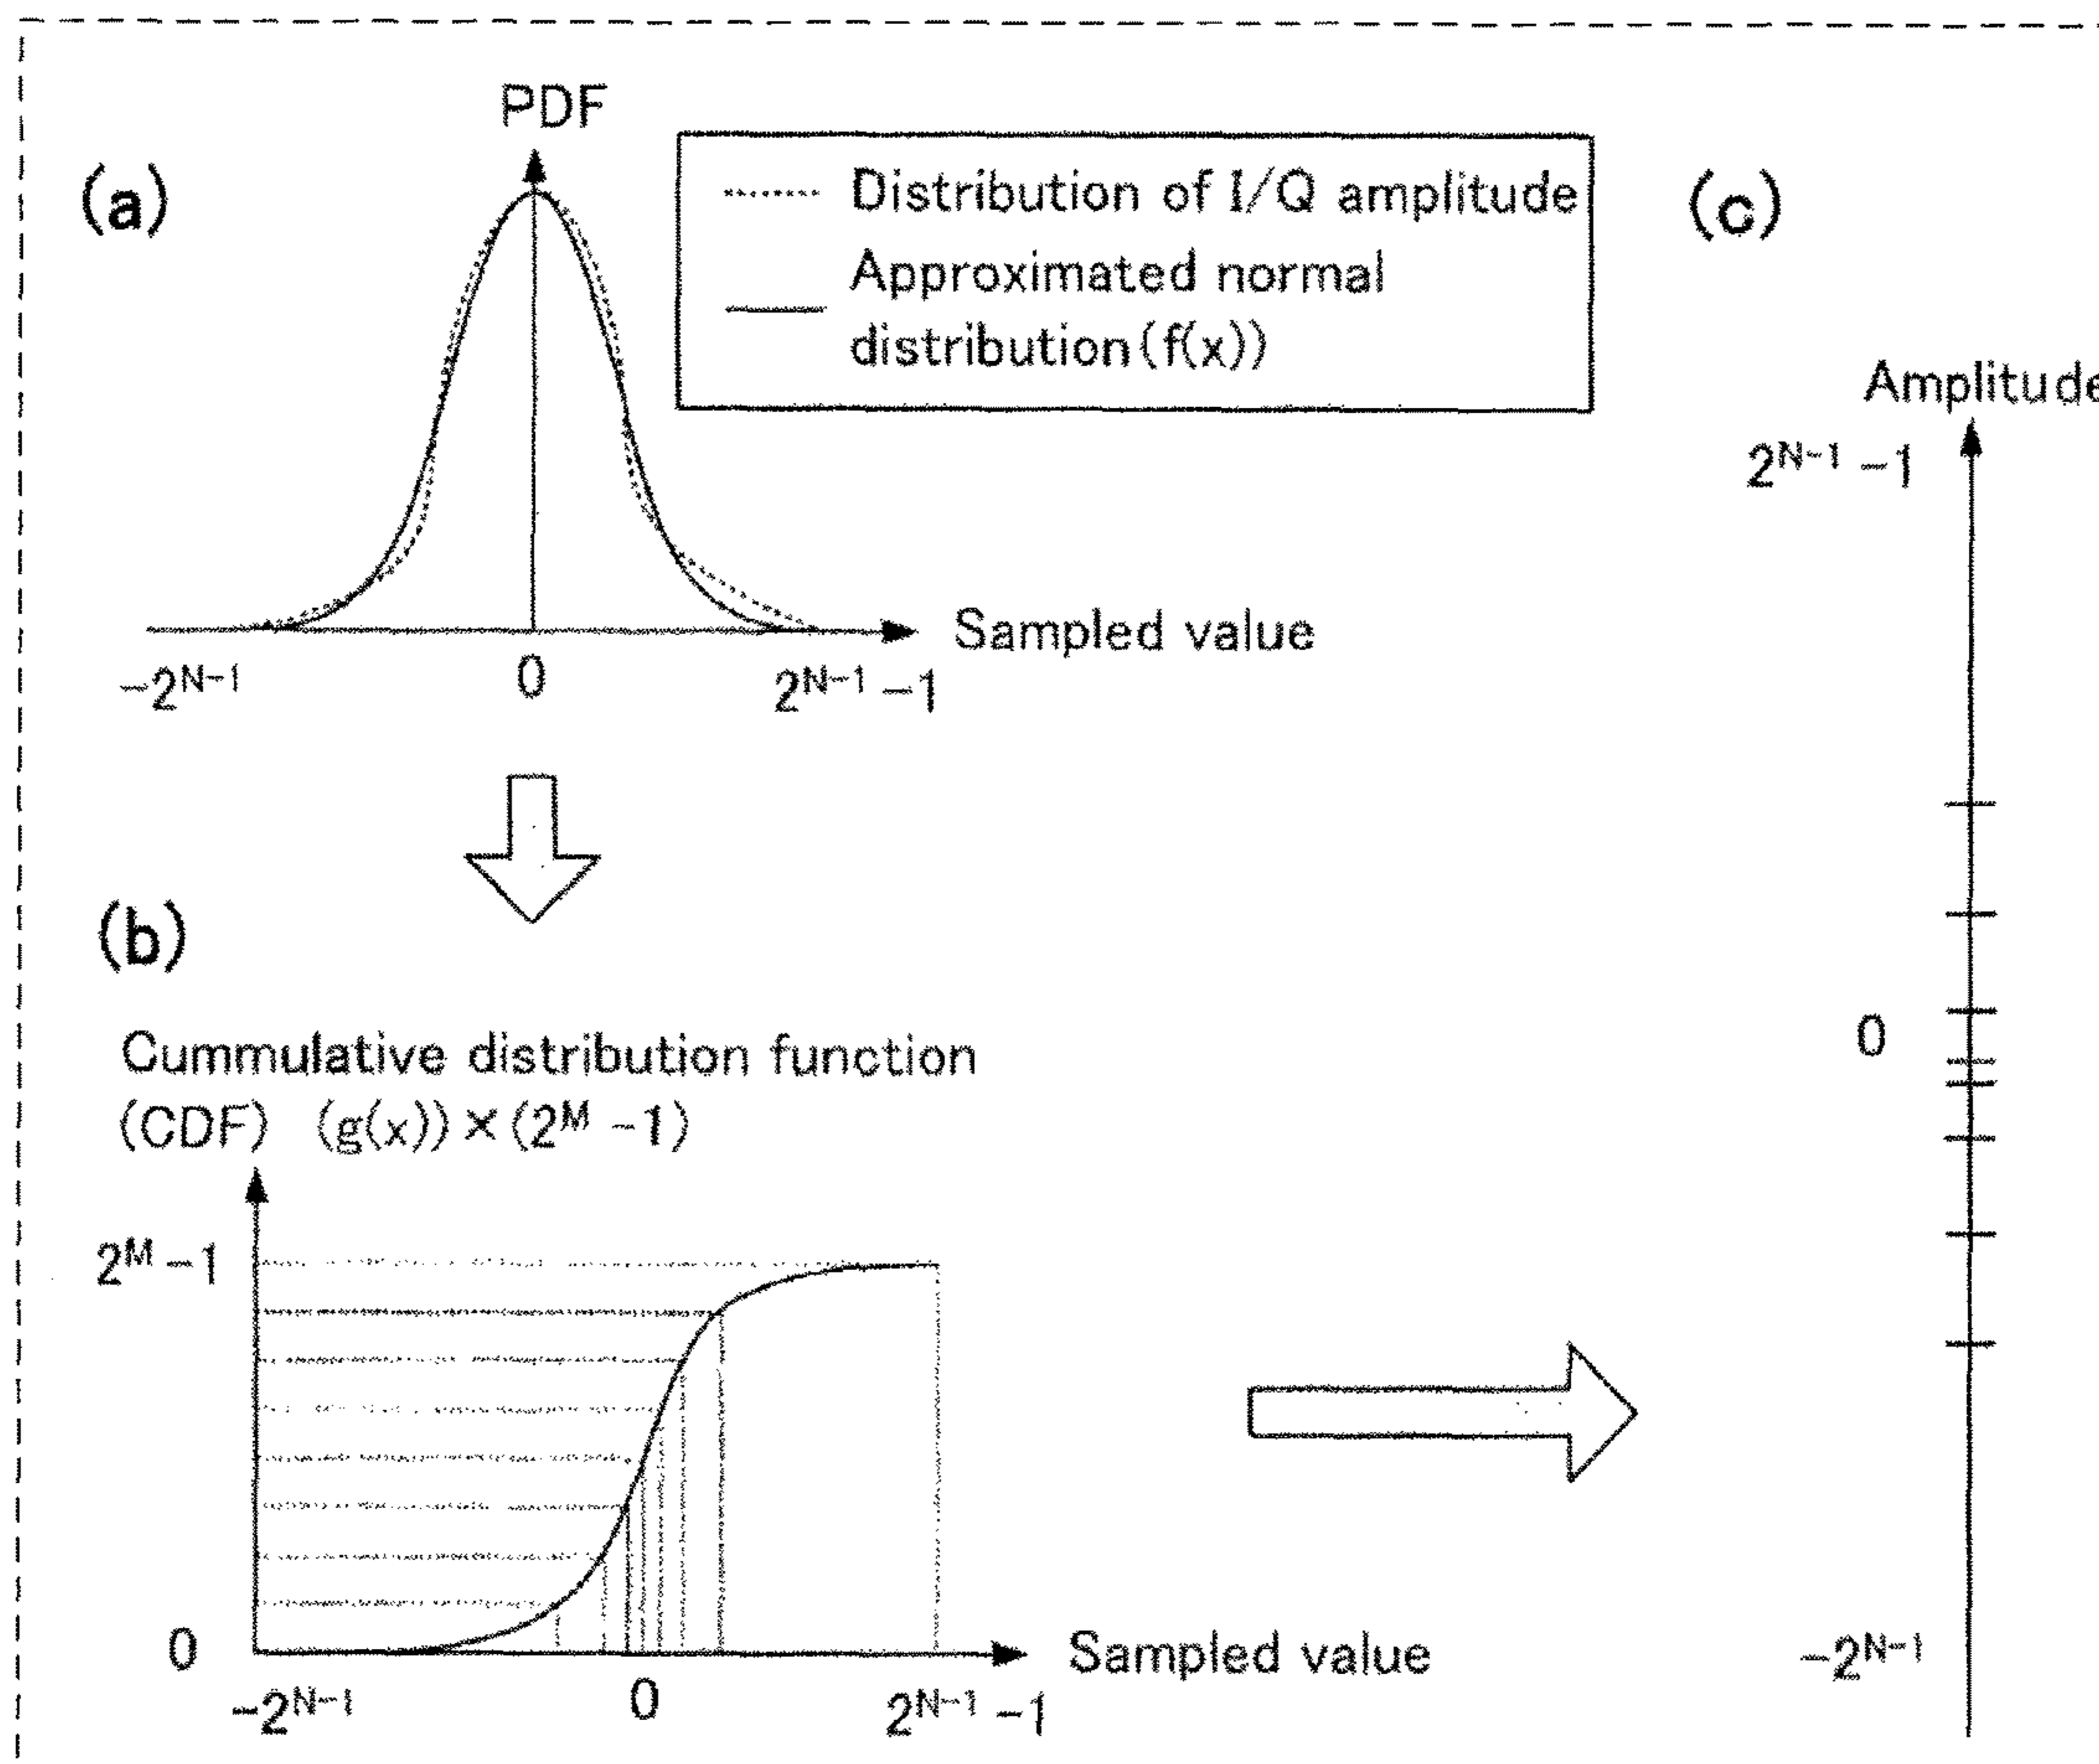 (a)
PDF
Distribution of I/Q amplitude
Approximated normal
distribution(f(x))
-2^N-1
0
2^N-1 -1
Sampled value
(b)
Cummulative distribution function
(CDF) (g(x))×(2^M -1)
2^M -1
0
-2^N-1
0
2^N-1 -1
Sampled value
(c)
Amplitude
2^N-1 -1
0
-2^N-1